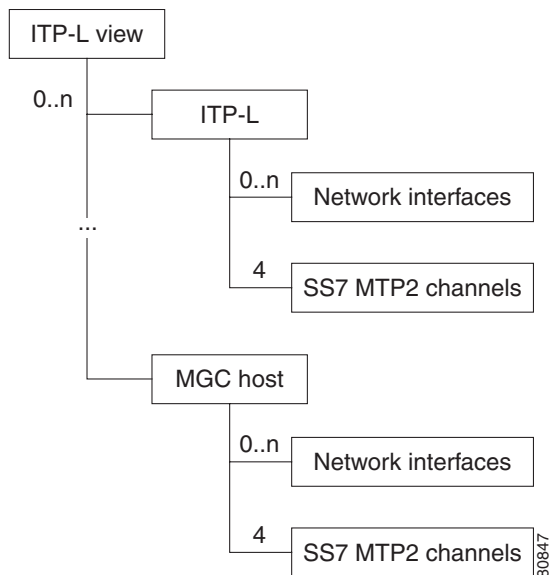 ITP-L view
0..n
ITP-L
0..n
Network interfaces
...
4
SS7 MTP2 channels
MGC host
0..n
Network interfaces
4
SS7 MTP2 channels
80847